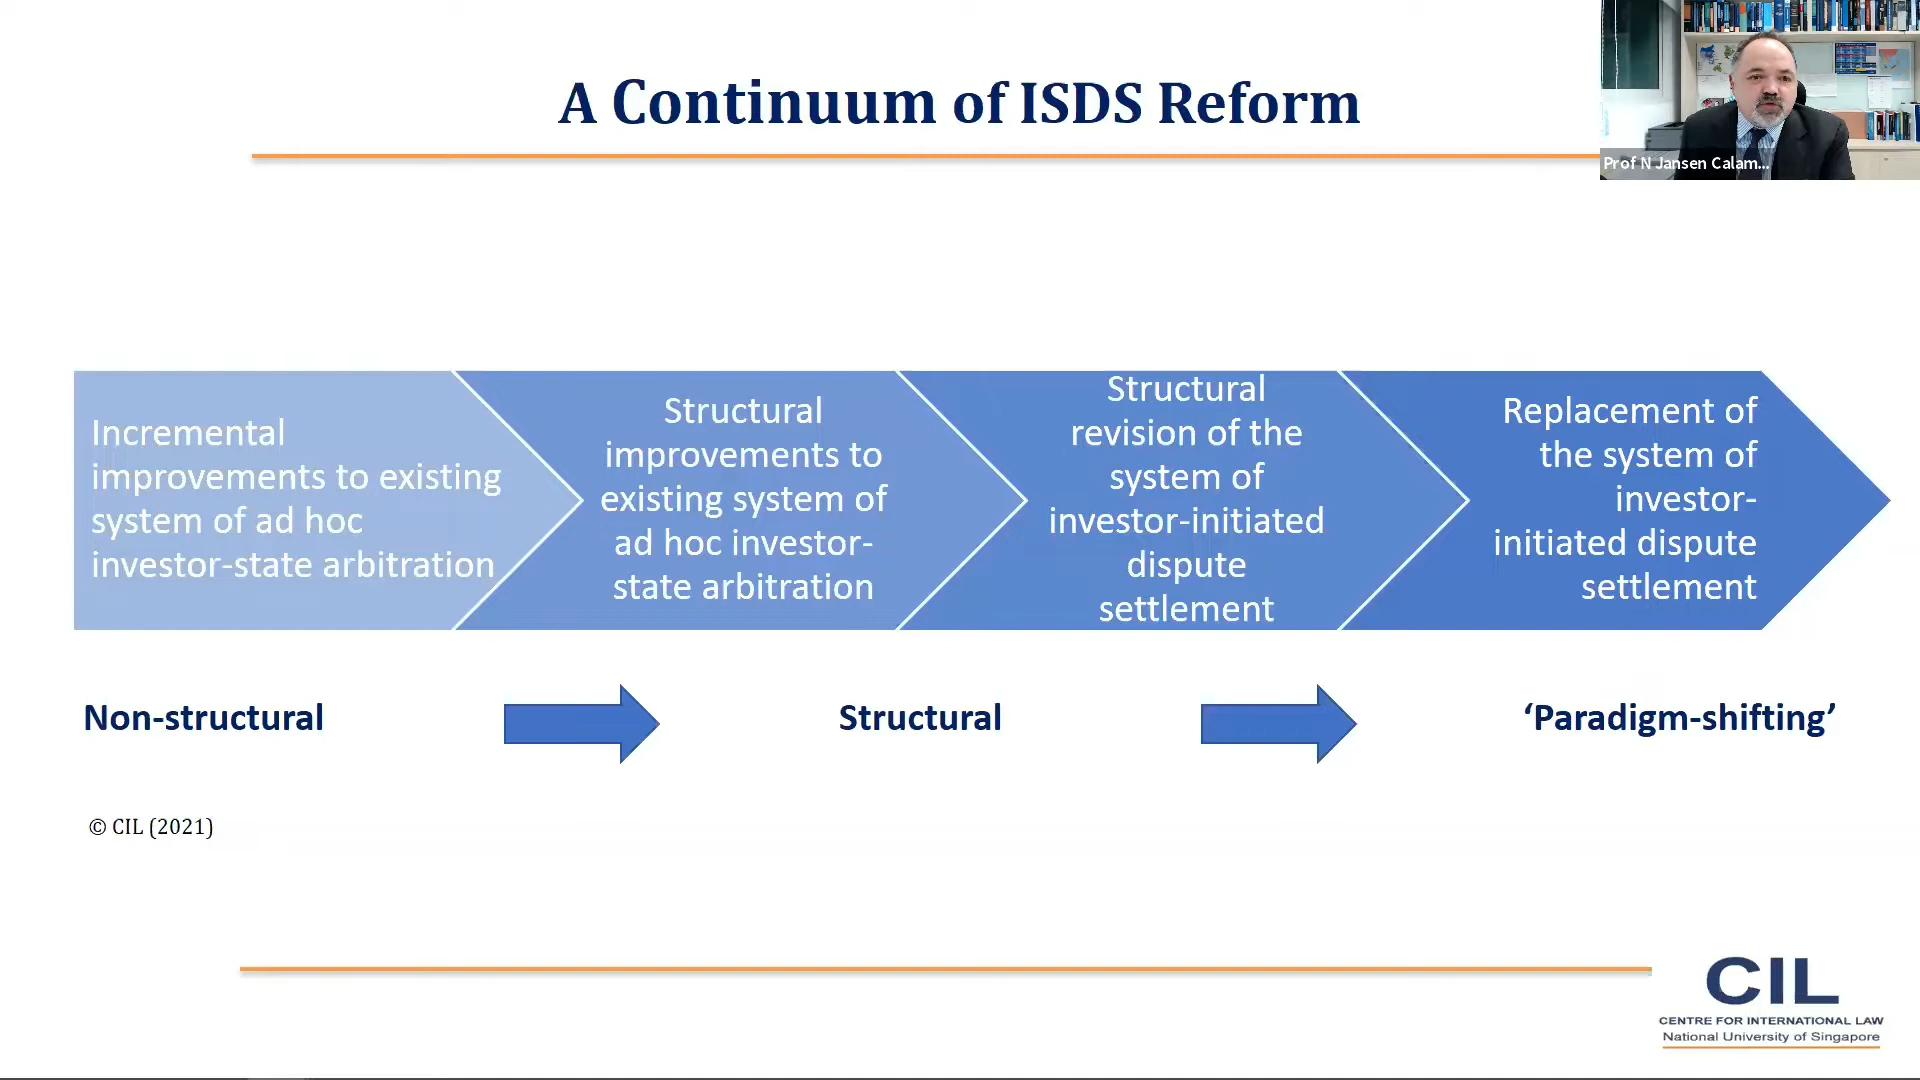 A Continuum of ISDS Reform
Prof N Jansen Calam...
Incremental
improvements to existing
system of ad hoc
investor-state arbitration
Structural
improvements to
existing system of
ad hoc investor-
state arbitration
Structural
revision of the
system of
investor-initiated
dispute
settlement
Replacement of
the system of
investor-
initiated dispute
settlement
Non-structural
Structural
‘Paradigm-shifting’
© CIL (2021)
CIL
CENTRE FOR INTERNATIONAL LAW
National University of Singapore